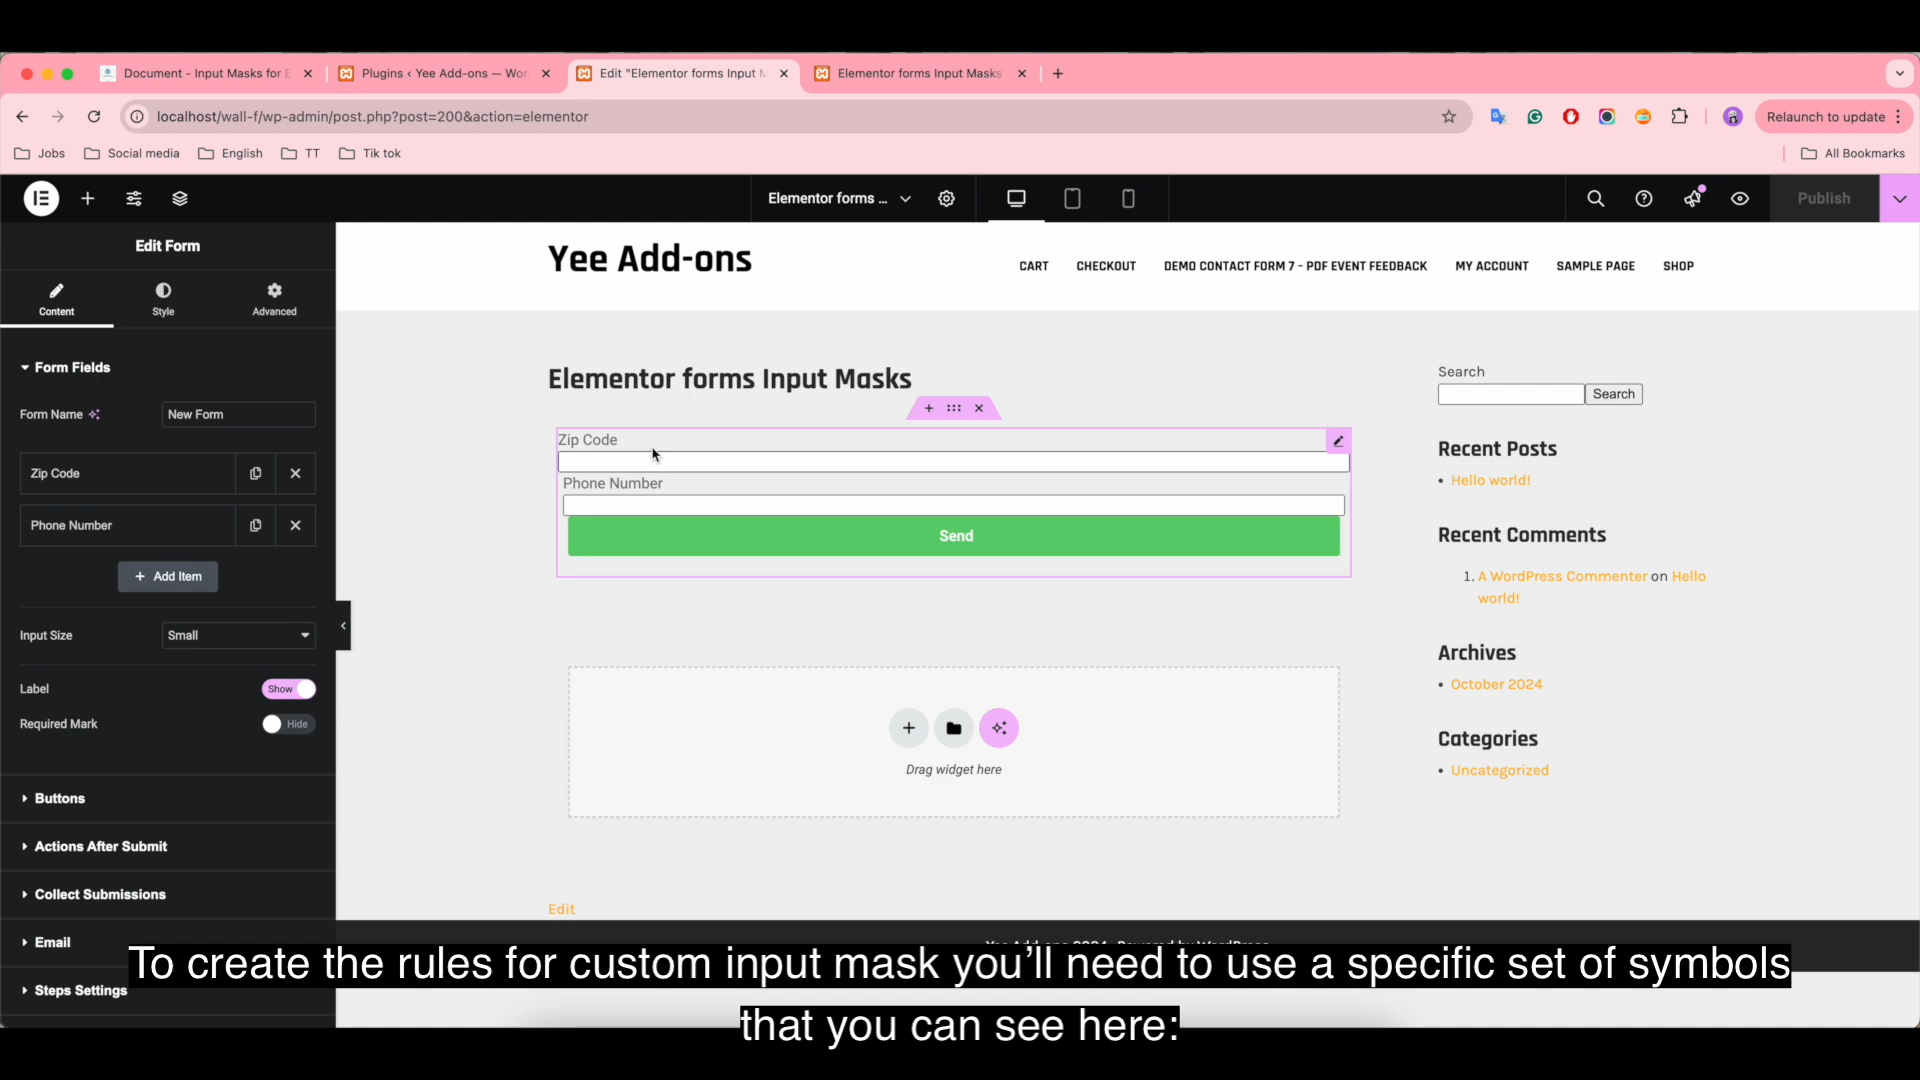 Document - Input Masks for E
Plugins ‹ Yee Add-ons — Wor
Edit "Elementor forms Input M
Elementor forms Input Masks
localhost/wall-f/wp-admin/post.php?post=200&action=elementor
Relaunch to update
Jobs
Social media
English
TT
Tik tok
All Bookmarks
Elementor forms ...
Publish
Edit Form
Content
Style
Advanced
Form Fields
Form Name
New Form
Zip Code
Phone Number
+ Add Item
Input Size
Small
Label
Show
Required Mark
Hide
Buttons
Actions After Submit
Collect Submissions
Email
Steps Settings
Yee Add-ons
CART
CHECKOUT
DEMO CONTACT FORM 7 – PDF EVENT FEEDBACK
MY ACCOUNT
SAMPLE PAGE
SHOP
Elementor forms Input Masks
Zip Code
Phone Number
Send
Drag widget here
Edit
Search
Search
Recent Posts
• Hello world!
Recent Comments
1. A WordPress Commenter on Hello
world!
Archives
• October 2024
Categories
• Uncategorized
To create the rules for custom input mask you’ll need to use a specific set of symbols
that you can see here: